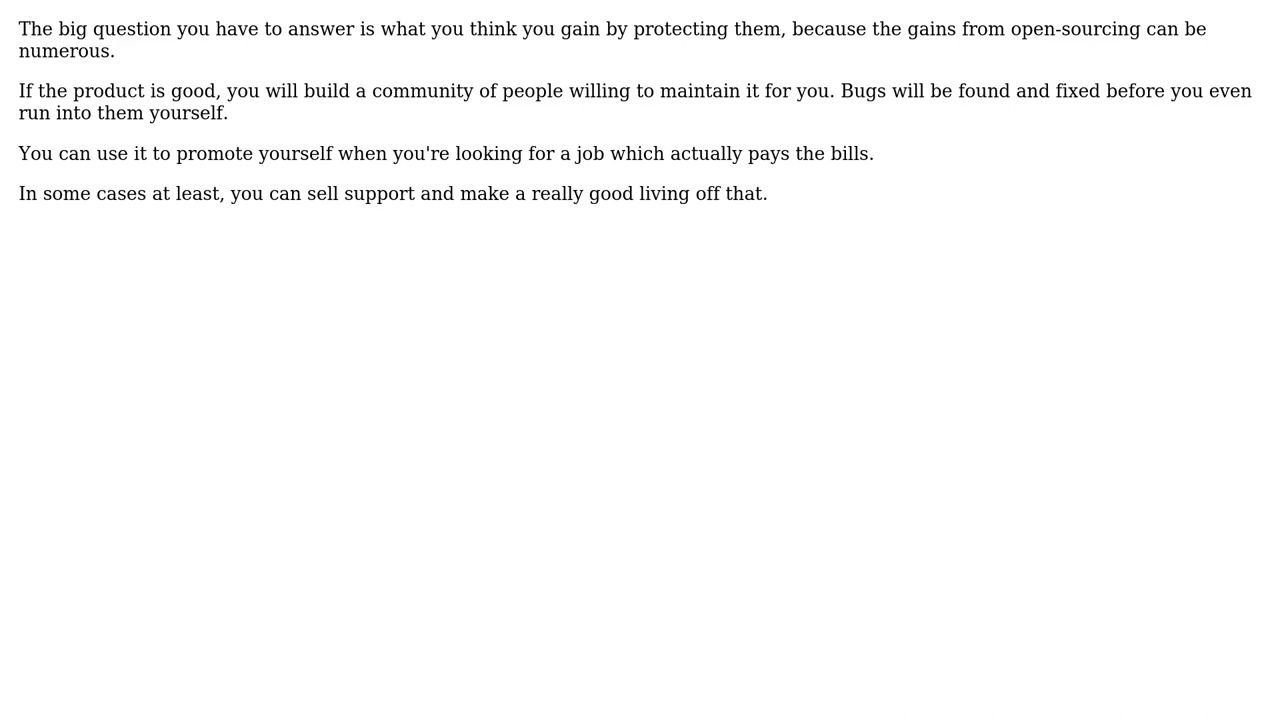 The big question you have to answer is what you think you gain by protecting them, because the gains from open-sourcing can be
numerous.
If the product is good, you will build a community of people willing to maintain it for you. Bugs will be found and fixed before you even
run into them yourself.
You can use it to promote yourself when you're looking for a job which actually pays the bills.
In some cases at least, you can sell support and make a really good living off that.